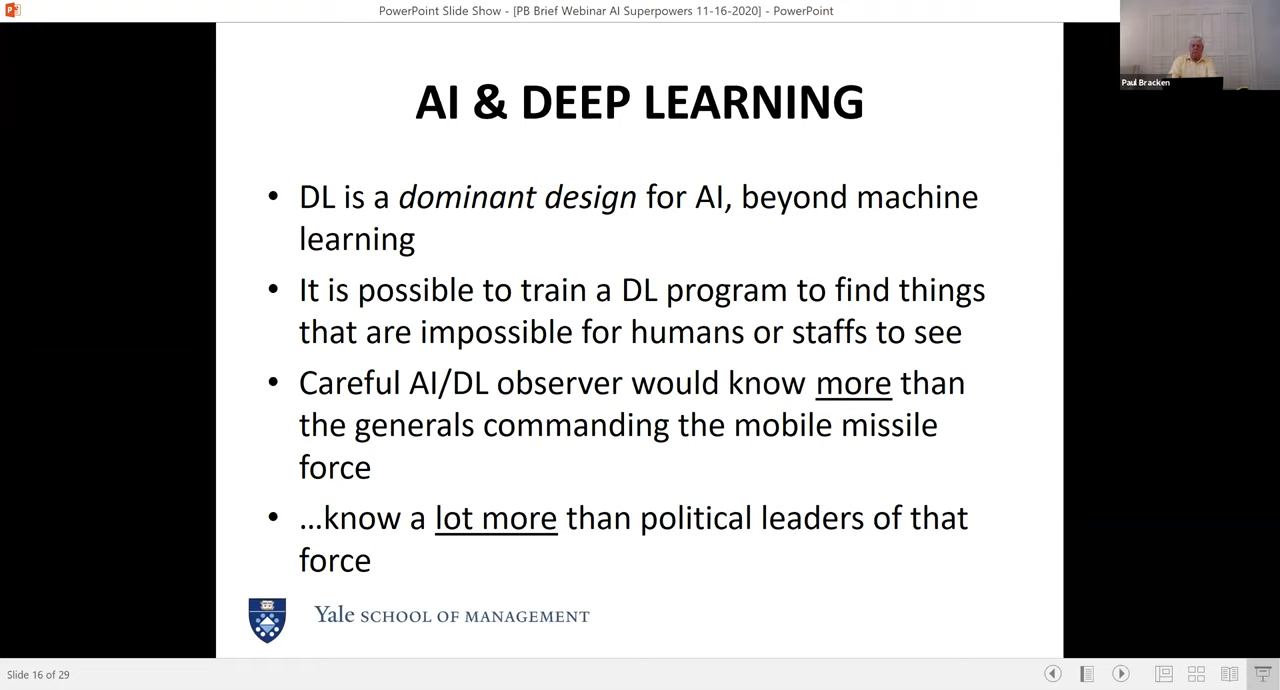 PowerPoint Slide Show - [PB Brief Webinar AI Superpowers 11-16-2020] - PowerPoint
Paul Bracken
AI & DEEP LEARNING
• DL is a dominant design for AI, beyond machine
learning
• It is possible to train a DL program to find things
that are impossible for humans or staffs to see
• Careful AI/DL observer would know more than
the generals commanding the mobile missile
force
• …know a lot more than political leaders of that
force
Yale SCHOOL OF MANAGEMENT
Slide 16 of 29